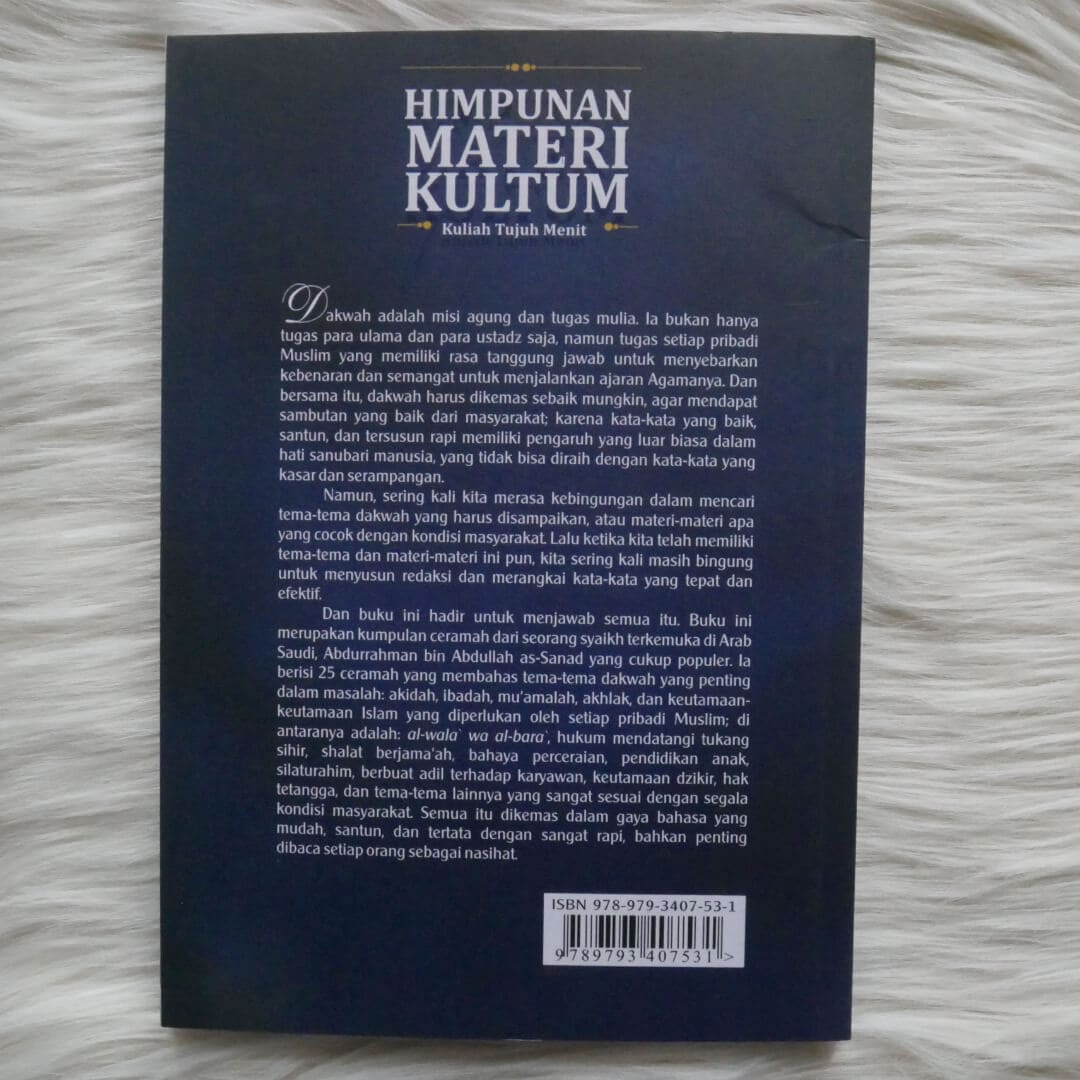 HIMPUNAN
MATERI
KULTUM
Kuliah Tujuh Menit
Dakwah adalah misi agung dan tugas mulia. Ia bukan hanya
tugas para ulama dan para ustadz saja, namun tugas setiap pribadi
Muslim yang memiliki rasa tanggung jawab untuk menyebarkan
kebenaran dan semangat untuk menjalankan ajaran Agamanya. Dan
bersama itu, dakwah harus dikemas sebaik mungkin, agar mendapat
sambutan yang baik dari masyarakat; karena kata-kata yang baik,
santun, dan tersusun rapi memiliki pengaruh yang luar biasa dalam
hati sanubari manusia, yang tidak bisa diraih dengan kata-kata yang
kasar dan serampangan.
Namun, sering kali kita merasa kebingungan dalam mencari
tema-tema dakwah yang harus disampaikan, atau materi-materi apa
yang cocok dengan kondisi masyarakat. Lalu ketika kita telah memiliki
tema-tema dan materi-materi ini pun, kita sering kali masih bingung
untuk menyusun redaksi dan merangkai kata-kata yang tepat dan
efektif.
Dan buku ini hadir untuk menjawab semua itu. Buku ini
merupakan kumpulan ceramah dari seorang syaikh terkemuka di Arab
Saudi, Abdurrahman bin Abdullah as-Sanad yang cukup populer. Ia
berisi 25 ceramah yang membahas tema-tema dakwah yang penting
dalam masalah: akidah, ibadah, mu'amalah, akhlak, dan keutamaan-
keutamaan Islam yang diperlukan oleh setiap pribadi Muslim; di
antaranya adalah: al-wala` wa al-bara`, hukum mendatangi tukang
sihir, shalat berjama'ah, bahaya perceraian, pendidikan anak,
silaturahim, berbuat adil terhadap karyawan, keutamaan dzikir, hak
tetangga, dan tema-tema lainnya yang sangat sesuai dengan segala
kondisi masyarakat. Semua itu dikemas dalam gaya bahasa yang
mudah, santun, dan tertata dengan sangat rapi, bahkan penting
dibaca setiap orang sebagai nasihat.
ISBN 978-979-3407-53-1
9 789793 407531 >